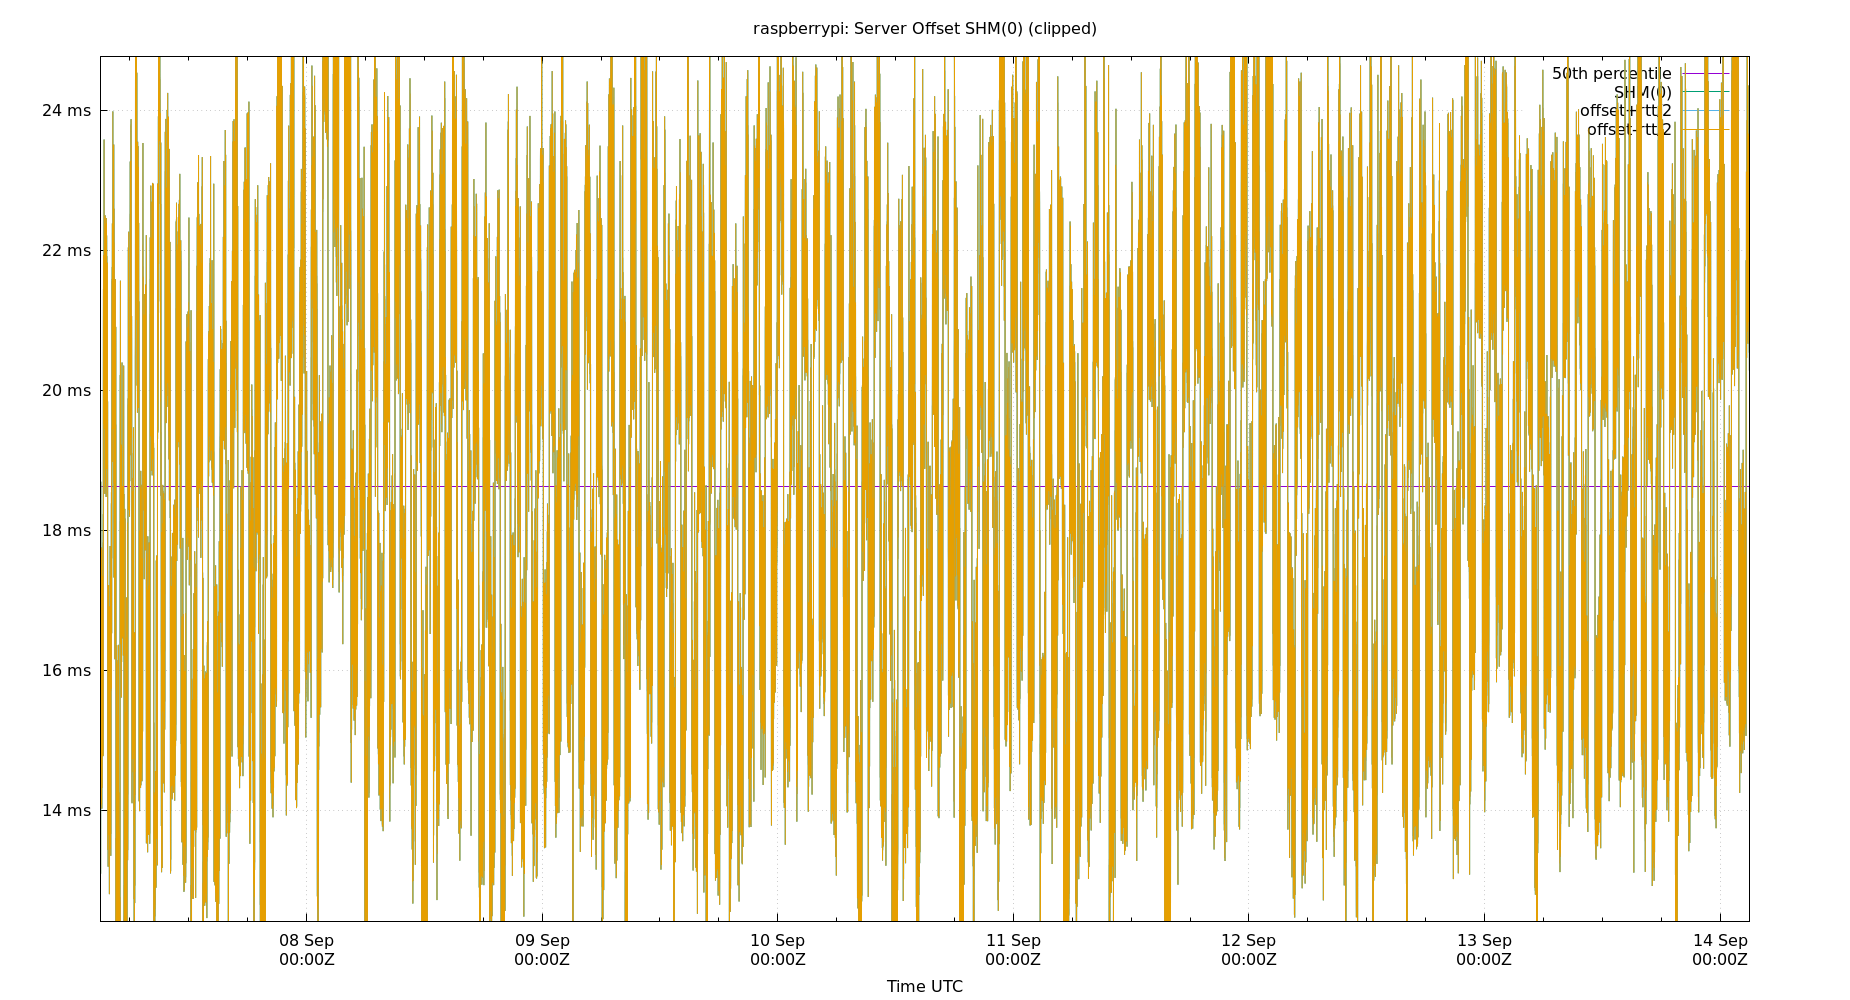 raspberrypi: Server Offset SHM(0) (clipped)
50th percentile
SHM(0)
offset+rtt/2
offset-rtt/2
24 ms
22 ms
20 ms
18 ms
16 ms
14 ms
08 Sep
00:00Z
09 Sep
00:00Z
10 Sep
00:00Z
11 Sep
00:00Z
12 Sep
00:00Z
13 Sep
00:00Z
14 Sep
00:00Z
Time UTC